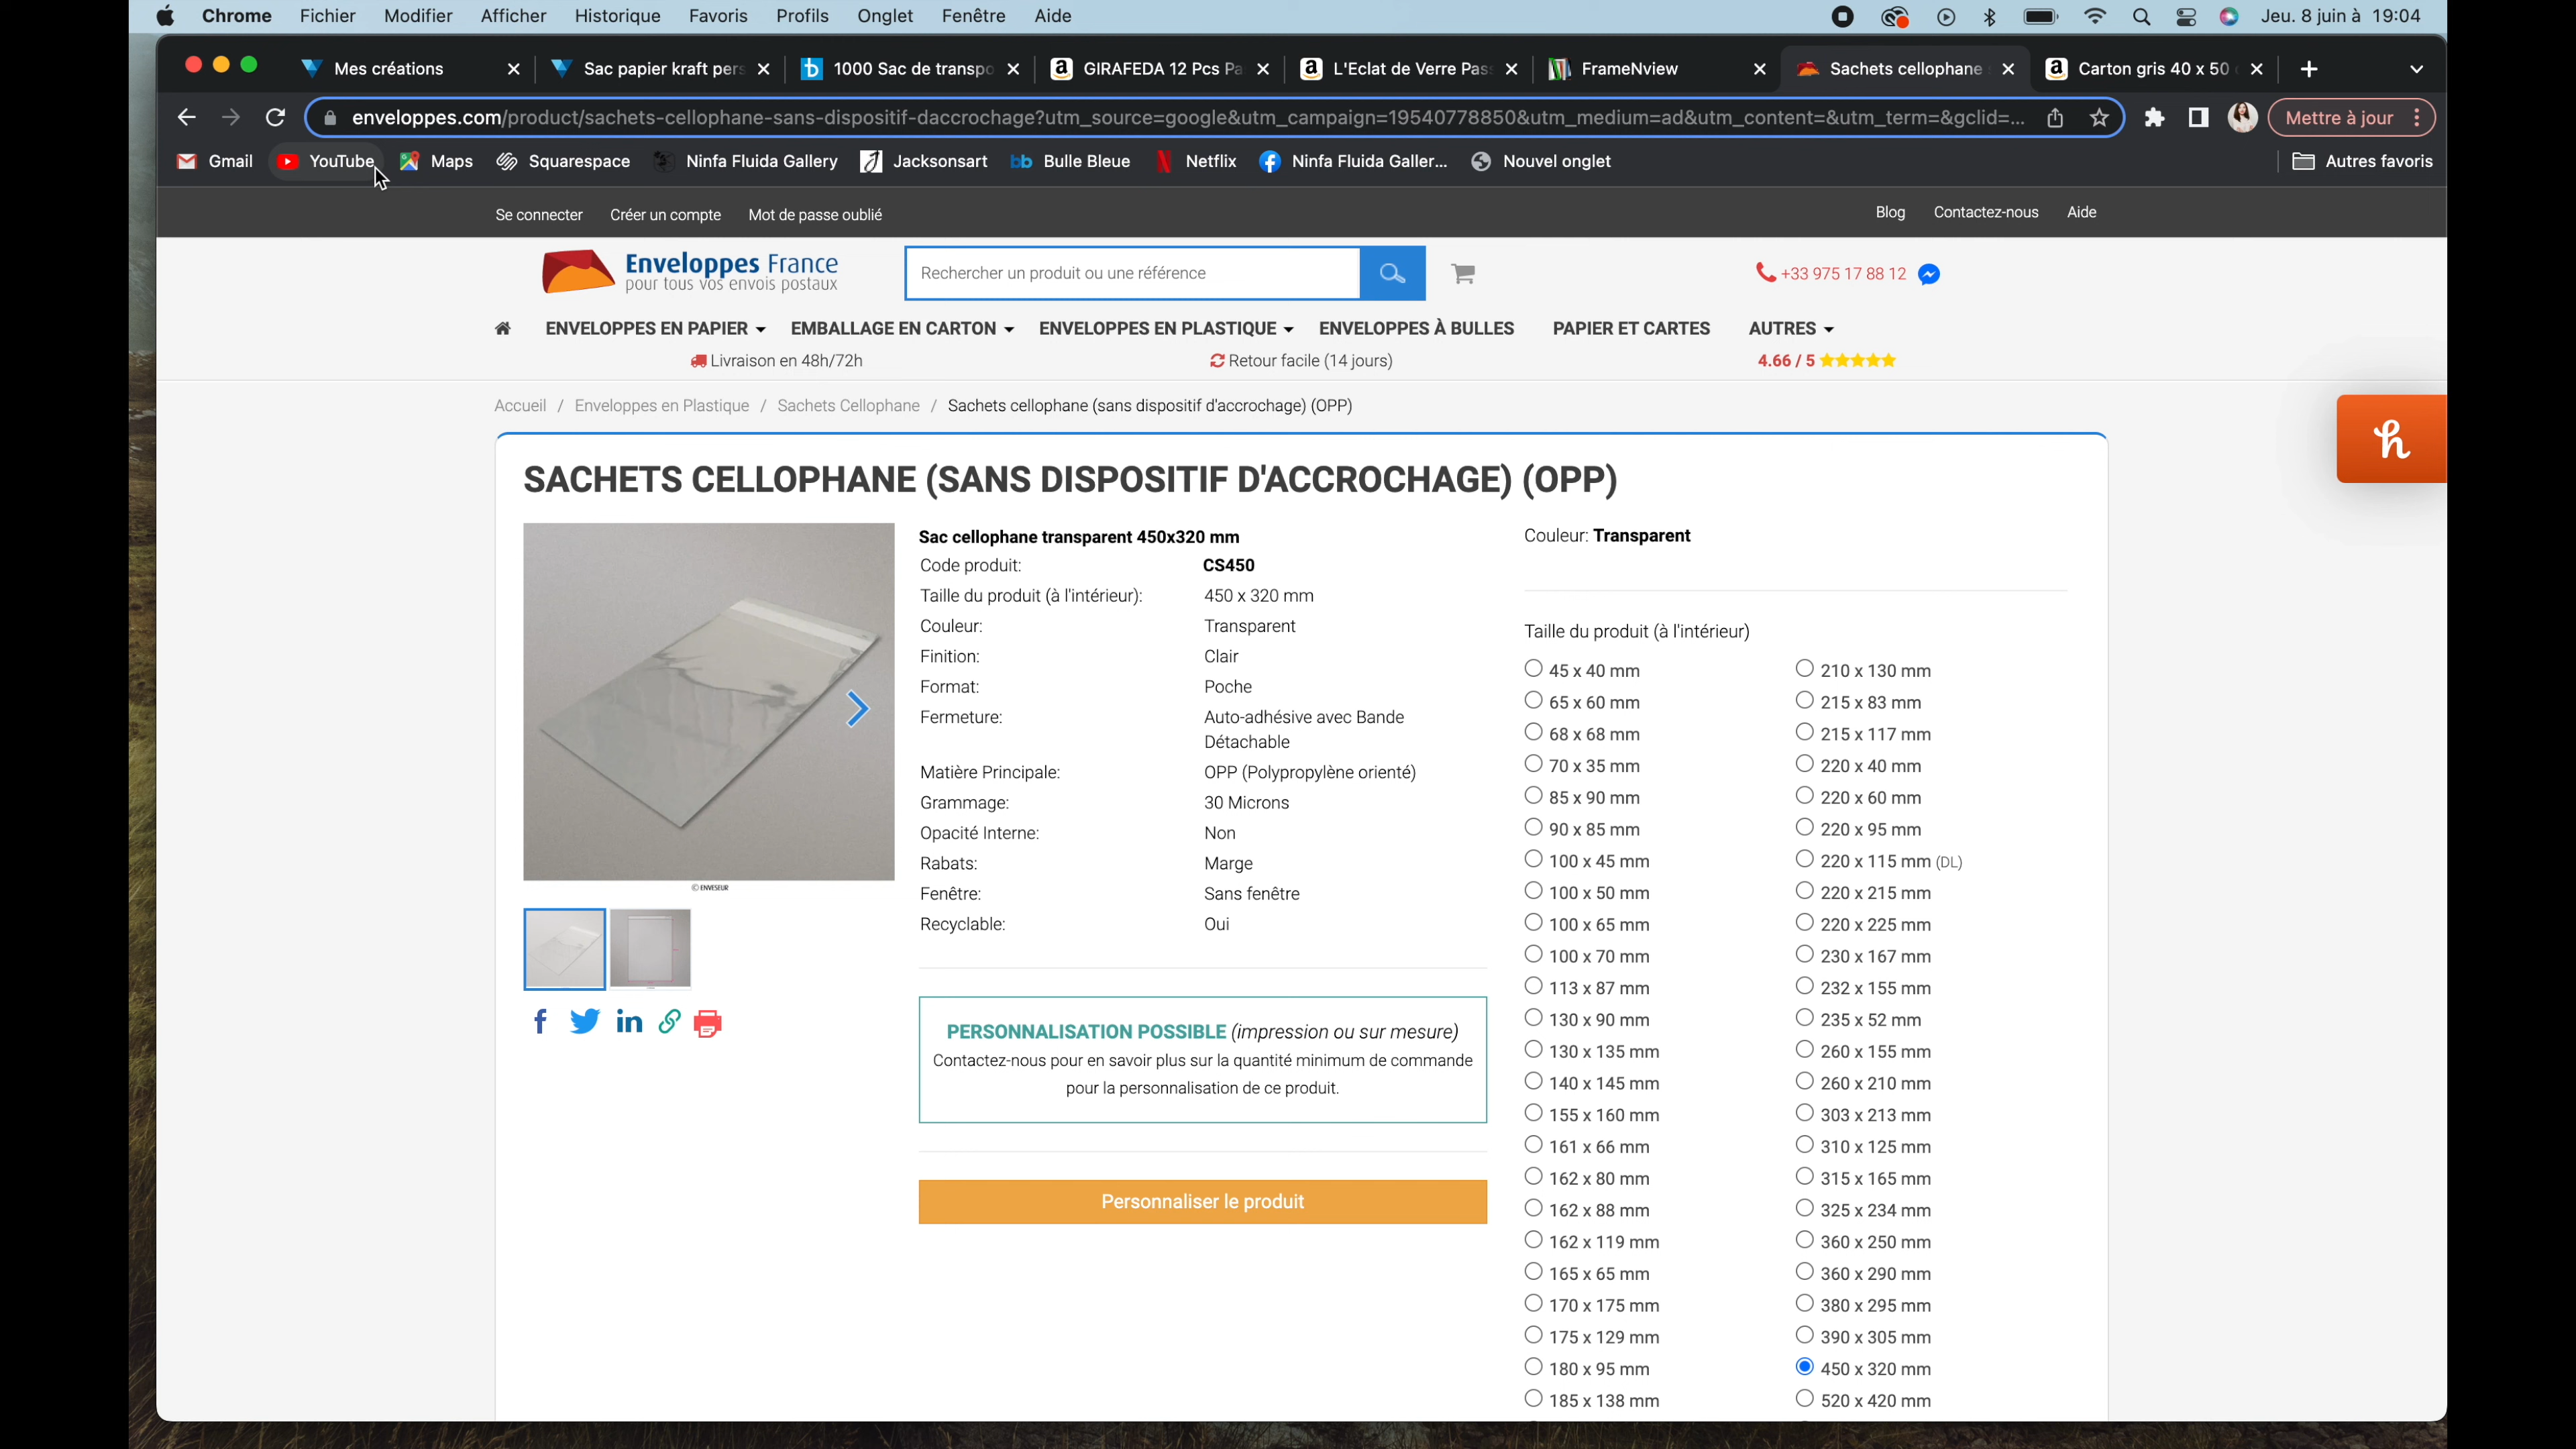 Chrome Fichier Modifier Afficher Historique Favoris Profils Onglet Fenêtre Aide Jeu. 8 juin à 19:04
Mes créations Sac papier kraft pers 1000 Sac de transpo GIRAFEDA 12 Pcs Pa L'Eclat de Verre Pass FrameNview Sachets cellophane Carton gris 40 x 50
enveloppes.com/product/sachets-cellophane-sans-dispositif-daccrochage?utm_source=google&utm_campaign=19540778850&utm_medium=ad&utm_content=&utm_term=&gclid=... Mettre à jour
Gmail YouTube Maps Squarespace Ninfa Fluida Gallery Jacksonsart Bulle Bleue Netflix Ninfa Fluida Galler... Nouvel onglet Autres favoris
Se connecter Créer un compte Mot de passe oublié Blog Contactez-nous Aide
Enveloppes France
pour tous vos envois postaux
Rechercher un produit ou une référence
+33 975 17 88 12
ENVELOPPES EN PAPIER EMBALLAGE EN CARTON ENVELOPPES EN PLASTIQUE ENVELOPPES À BULLES PAPIER ET CARTES AUTRES
Livraison en 48h/72h Retour facile (14 jours) 4.66 / 5
Accueil / Enveloppes en Plastique / Sachets Cellophane / Sachets cellophane (sans dispositif d'accrochage) (OPP)
SACHETS CELLOPHANE (SANS DISPOSITIF D'ACCROCHAGE) (OPP)
© ENVESEUR
Sac cellophane transparent 450x320 mm
Code produit: CS450
Taille du produit (à l'intérieur): 450 x 320 mm
Couleur: Transparent
Finition: Clair
Format: Poche
Fermeture: Auto-adhésive avec Bande
Détachable
Matière Principale: OPP (Polypropylène orienté)
Grammage: 30 Microns
Opacité Interne: Non
Rabats: Marge
Fenêtre: Sans fenêtre
Recyclable: Oui
PERSONNALISATION POSSIBLE (impression ou sur mesure)
Contactez-nous pour en savoir plus sur la quantité minimum de commande
pour la personnalisation de ce produit.
Personnaliser le produit
Couleur: Transparent
Taille du produit (à l'intérieur)
45 x 40 mm 210 x 130 mm
65 x 60 mm 215 x 83 mm
68 x 68 mm 215 x 117 mm
70 x 35 mm 220 x 40 mm
85 x 90 mm 220 x 60 mm
90 x 85 mm 220 x 95 mm
100 x 45 mm 220 x 115 mm (DL)
100 x 50 mm 220 x 215 mm
100 x 65 mm 220 x 225 mm
100 x 70 mm 230 x 167 mm
113 x 87 mm 232 x 155 mm
130 x 90 mm 235 x 52 mm
130 x 135 mm 260 x 155 mm
140 x 145 mm 260 x 210 mm
155 x 160 mm 303 x 213 mm
161 x 66 mm 310 x 125 mm
162 x 80 mm 315 x 165 mm
162 x 88 mm 325 x 234 mm
162 x 119 mm 360 x 250 mm
165 x 65 mm 360 x 290 mm
170 x 175 mm 380 x 295 mm
175 x 129 mm 390 x 305 mm
180 x 95 mm 450 x 320 mm
185 x 138 mm 520 x 420 mm